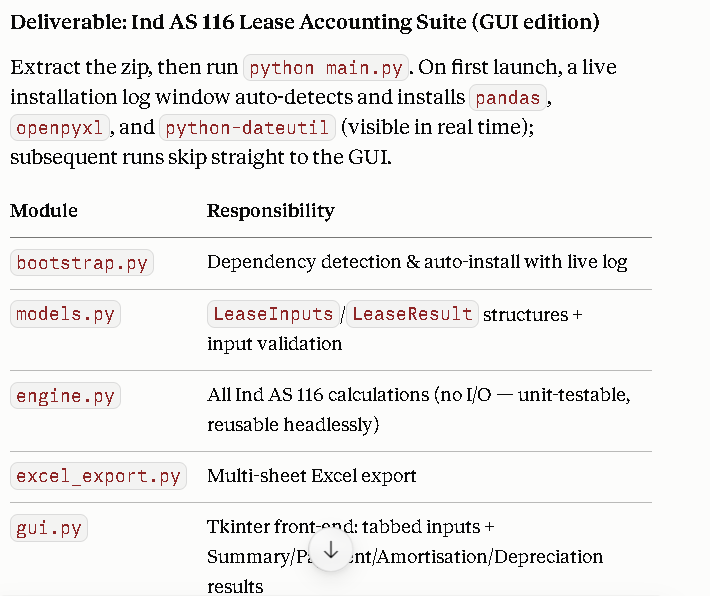 Deliverable: Ind AS 116 Lease Accounting Suite (GUI edition)
Extract the zip, then run python main.py. On first launch, a live
installation log window auto-detects and installs pandas,
openpyxl, and python-dateutil (visible in real time);
subsequent runs skip straight to the GUI.
Module Responsibility
bootstrap.py Dependency detection & auto-install with live log
models.py LeaseInputs/LeaseResult structures +
input validation
engine.py All Ind AS 116 calculations (no I/O — unit-testable,
reusable headlessly)
excel_export.py Multi-sheet Excel export
gui.py Tkinter front-end: tabbed inputs +
Summary/ /Amortisation/Depreciation
results